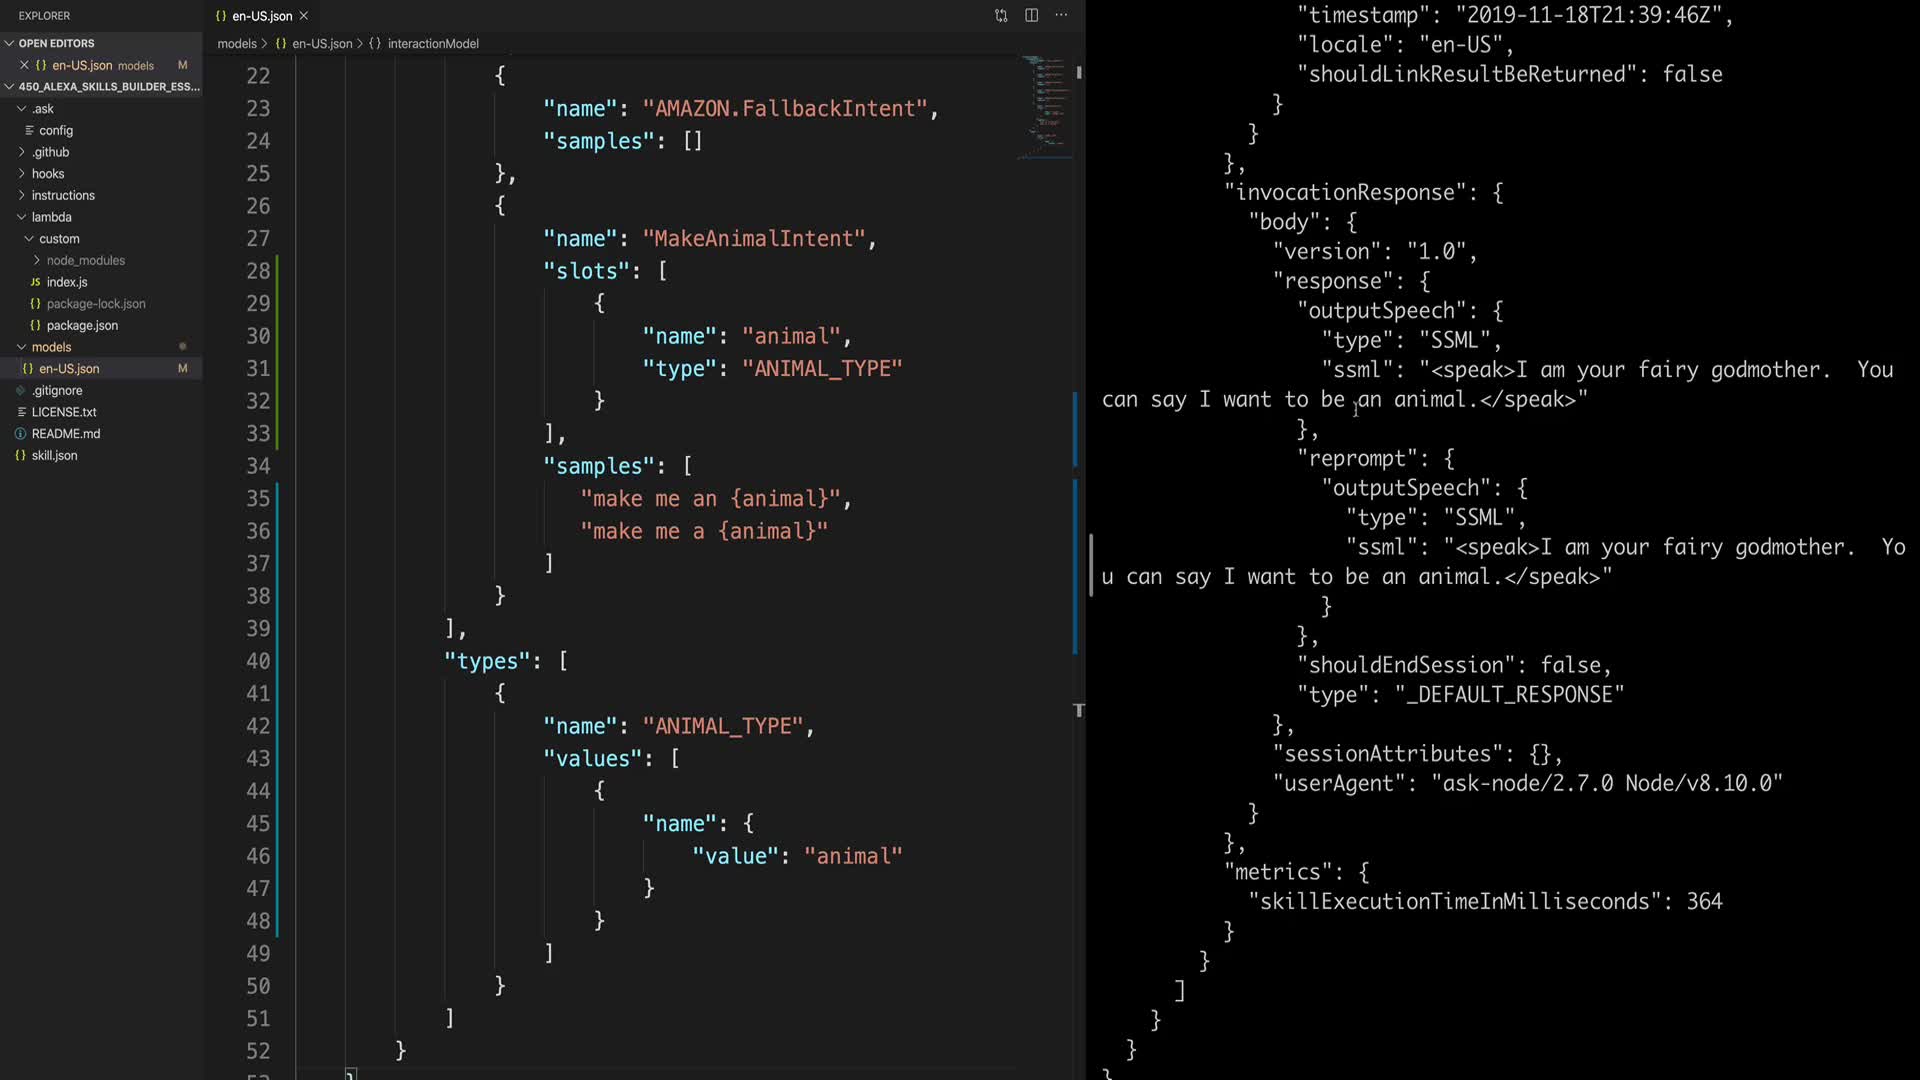 EXPLORER
OPEN EDITORS
en-US.json models M
450_ALEXA_SKILLS_BUILDER_ESS...
.ask
config
.github
hooks
instructions
lambda
custom
node_modules
JS index.js
{} package-lock.json
{} package.json
models
{} en-US.json M
.gitignore
LICENSE.txt
README.md
{} skill.json
{} en-US.json
models > {} en-US.json > {} interactionModel
22 {
23 "name": "AMAZON.FallbackIntent",
24 "samples": []
25 },
26 {
27 "name": "MakeAnimalIntent",
28 "slots": [
29 {
30 "name": "animal",
31 "type": "ANIMAL_TYPE"
32 }
33 ],
34 "samples": [
35 "make me an {animal}",
36 "make me a {animal}"
37 ]
38 }
39 ],
40 "types": [
41 {
42 "name": "ANIMAL_TYPE",
43 "values": [
44 {
45 "name": {
46 "value": "animal"
47 }
48 }
49 ]
50 }
51 ]
52 }
"timestamp": "2019-11-18T21:39:46Z",
"locale": "en-US",
"shouldLinkResultBeReturned": false
}
}
},
"invocationResponse": {
"body": {
"version": "1.0",
"response": {
"outputSpeech": {
"type": "SSML",
"ssml": "<speak>I am your fairy godmother.  You
can say I want to be an animal.</speak>"
},
"reprompt": {
"outputSpeech": {
"type": "SSML",
"ssml": "<speak>I am your fairy godmother.  Yo
u can say I want to be an animal.</speak>"
}
},
"shouldEndSession": false,
"type": "_DEFAULT_RESPONSE"
},
"sessionAttributes": {},
"userAgent": "ask-node/2.7.0 Node/v8.10.0"
}
},
"metrics": {
"skillExecutionTimeInMilliseconds": 364
}
}
]
}
}